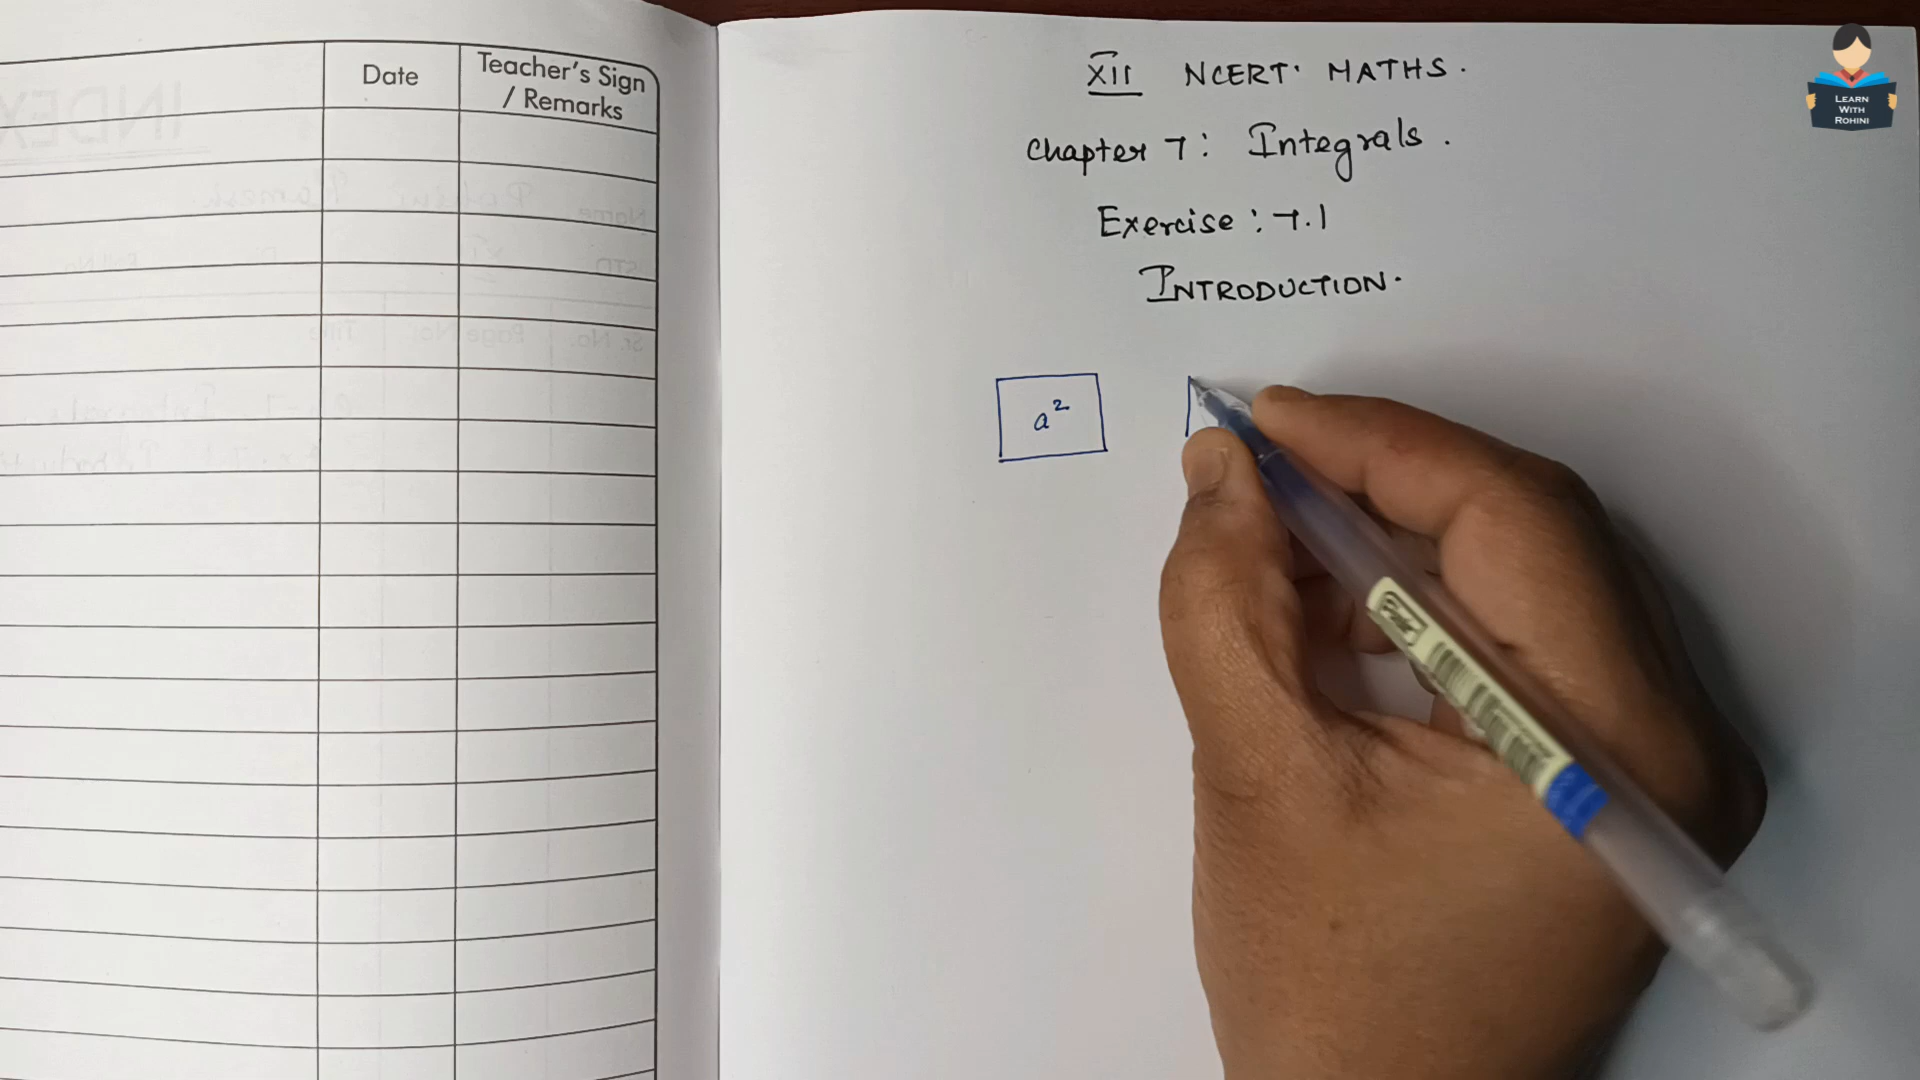 Date
Teacher's Sign
/ Remarks
XII NCERT. MATHS.
Chapter 7: Integrals.
Exercise: 7.1
INTRODUCTION.
a²
LEARN
WITH
ROHINI